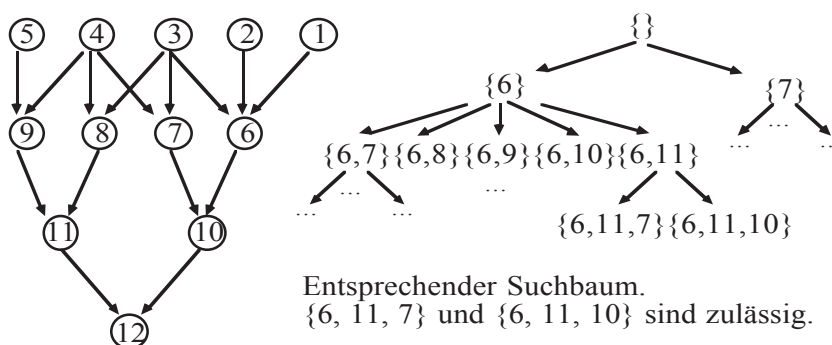 5 4 3 2 1
9 8 7 6
11 10
12
{}
{6} {7}
... ... ...
{6,7}{6,8}{6,9}{6,10}{6,11}
... ... ... ...
{6,11,7}{6,11,10}
Entsprechender Suchbaum.
{6, 11, 7} und {6, 11, 10} sind zulässig.